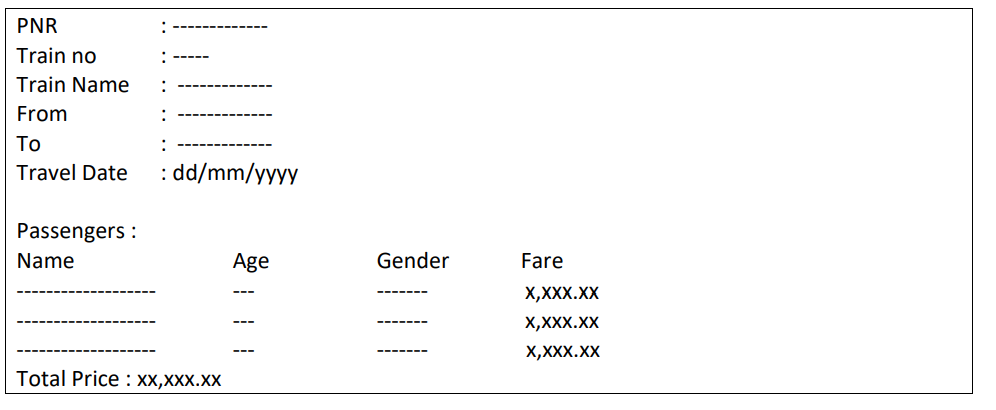 PNR : -------------
Train no : -----
Train Name : -------------
From : -------------
To : -------------
Travel Date : dd/mm/yyyy
Passengers :
Name Age Gender Fare
------------------- --- ------- x,xxx.xx
------------------- --- ------- x,xxx.xx
------------------- --- ------- x,xxx.xx
Total Price : xx,xxx.xx